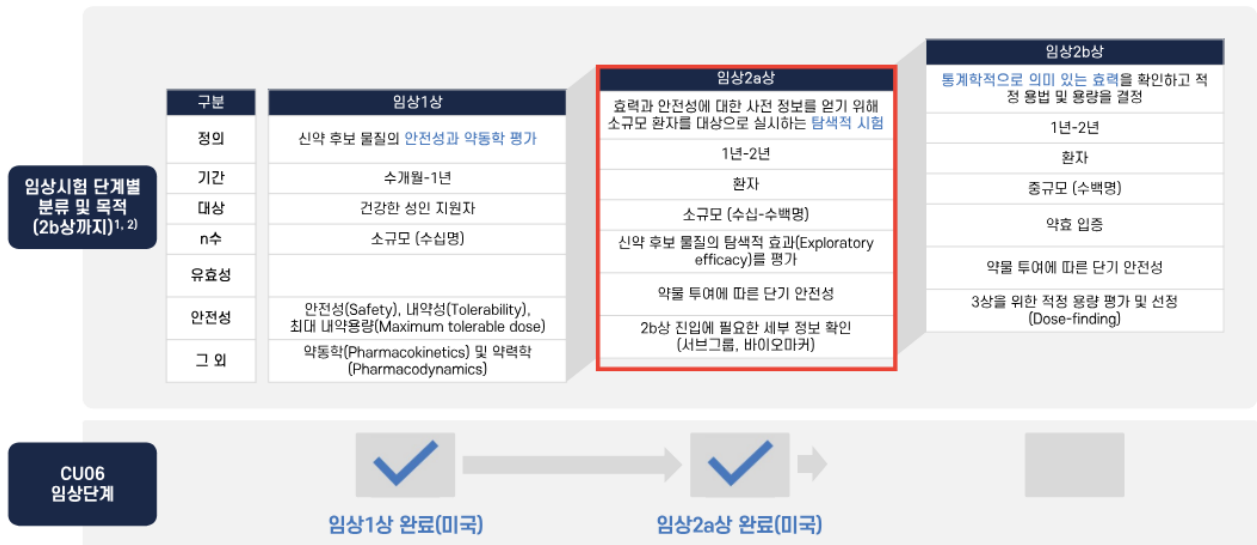 임상시험 단계별
분류 및 목적
(2b상까지)1, 2)
구분
정의
기간
대상
n수
유효성
안전성
그 외
임상1상
신약 후보 물질의 안전성과 약동학 평가
수개월-1년
건강한 성인 지원자
소규모 (수십명)
안전성(Safety), 내약성(Tolerability),
최대 내약용량(Maximum tolerable dose)
약동학(Pharmacokinetics) 및 약력학
(Pharmacodynamics)
임상2a상
효력과 안전성에 대한 사전 정보를 얻기 위해
소규모 환자를 대상으로 실시하는 탐색적 시험
1년-2년
환자
소규모 (수십-수백명)
신약 후보 물질의 탐색적 효과(Exploratory
efficacy)를 평가
약물 투여에 따른 단기 안전성
2b상 진입에 필요한 세부 정보 확인
(서브그룹, 바이오마커)
임상2b상
통계학적으로 의미 있는 효력을 확인하고 적
정 용법 및 용량을 결정
1년-2년
환자
중규모 (수백명)
약효 입증
약물 투여에 따른 단기 안전성
3상을 위한 적정 용량 평가 및 선정
(Dose-finding)
CU06
임상단계
임상1상 완료(미국)
임상2a상 완료(미국)